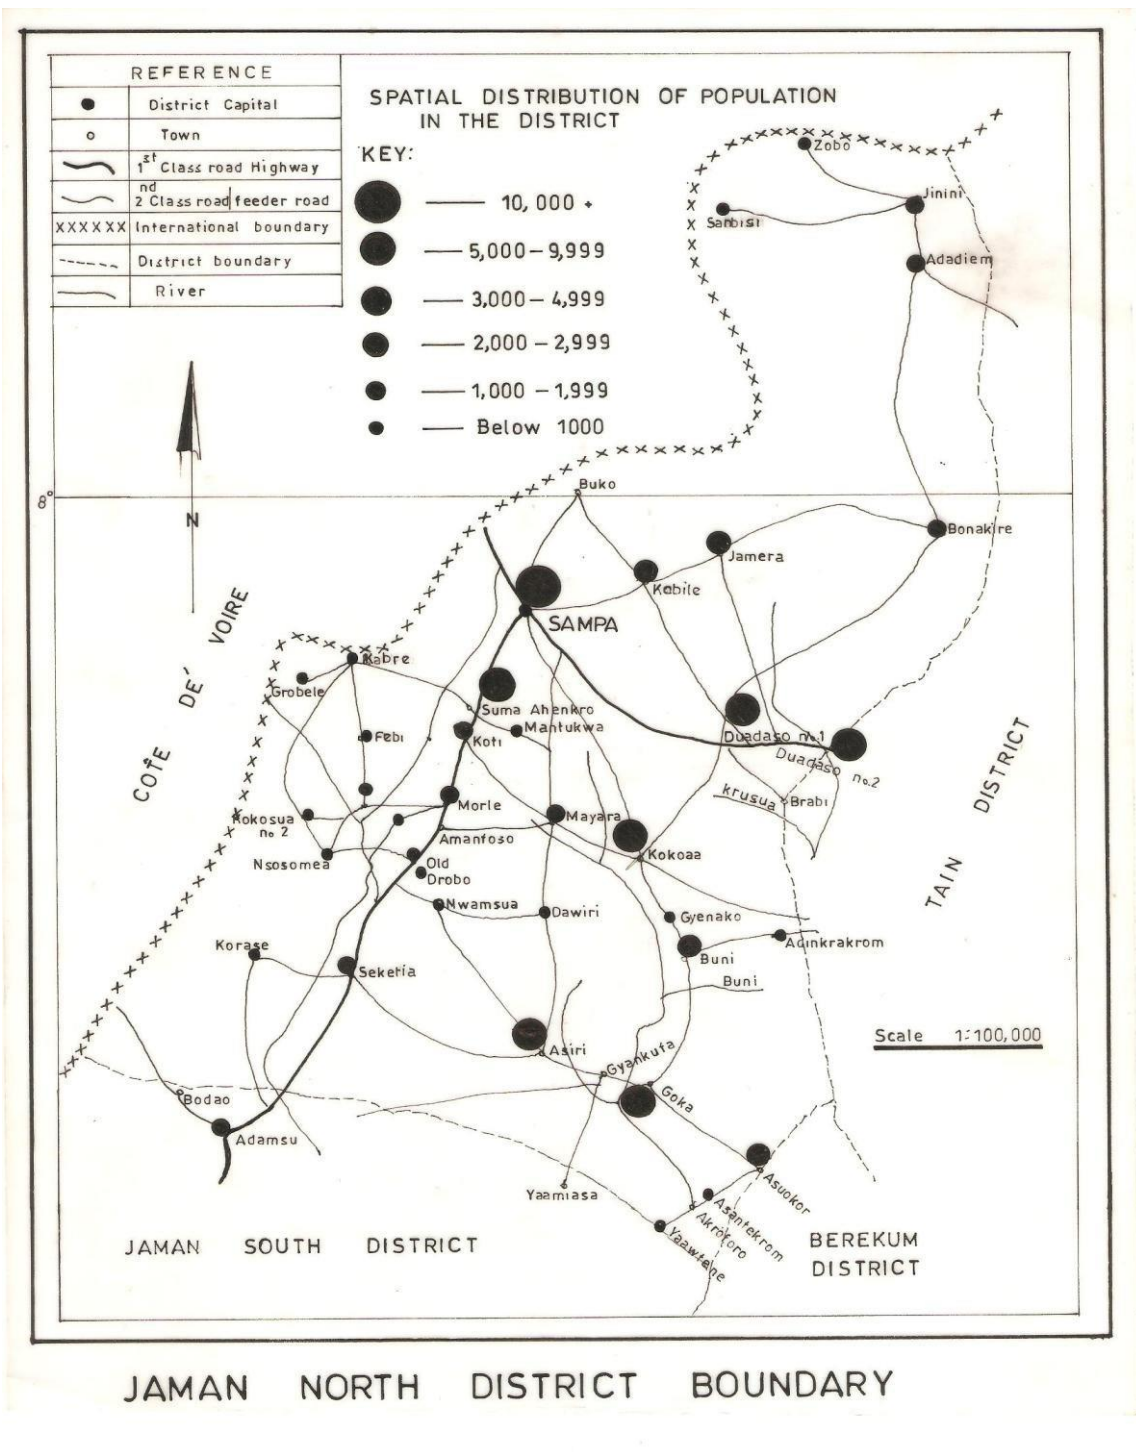 REFERENCE
District Capital
Town
1st Class road Highway
2nd Class road/feeder road
XXXXXX International boundary
District boundary
River
SPATIAL DISTRIBUTION OF POPULATION
IN THE DISTRICT
KEY:
10,000 +
5,000-9,999
3,000-4,999
2,000-2,999
1,000-1,999
Below 1000
Zobo
Jinini
Sanbisi
Adadiem
8°
N
Buko
Bonakire
Jamera
Kabile
SAMPA
COTE DÉ VOIRE
Kabre
Grobele
Suma Ahenkro
Mantukwa
Febi
Koti
Duadaso no.1
Duadaso no.2
TAIN DISTRICT
krusua
Brabi
Morle
Kokosua
no 2
Mayara
Amanfoso
Kokoaa
Nsosomea
Old
Drobo
Nwamsua
Dawiri
Gyenako
Adinkrakrom
Korase
Seketia
Buni
Buni
Scale 1:100,000
Asiri
Gyankufa
Goka
Bodao
Adamsu
Yaamiasa
Asuokor
Asantekrom
Akrokoro
Yaawtene
JAMAN SOUTH DISTRICT
BEREKUM
DISTRICT
JAMAN NORTH DISTRICT BOUNDARY